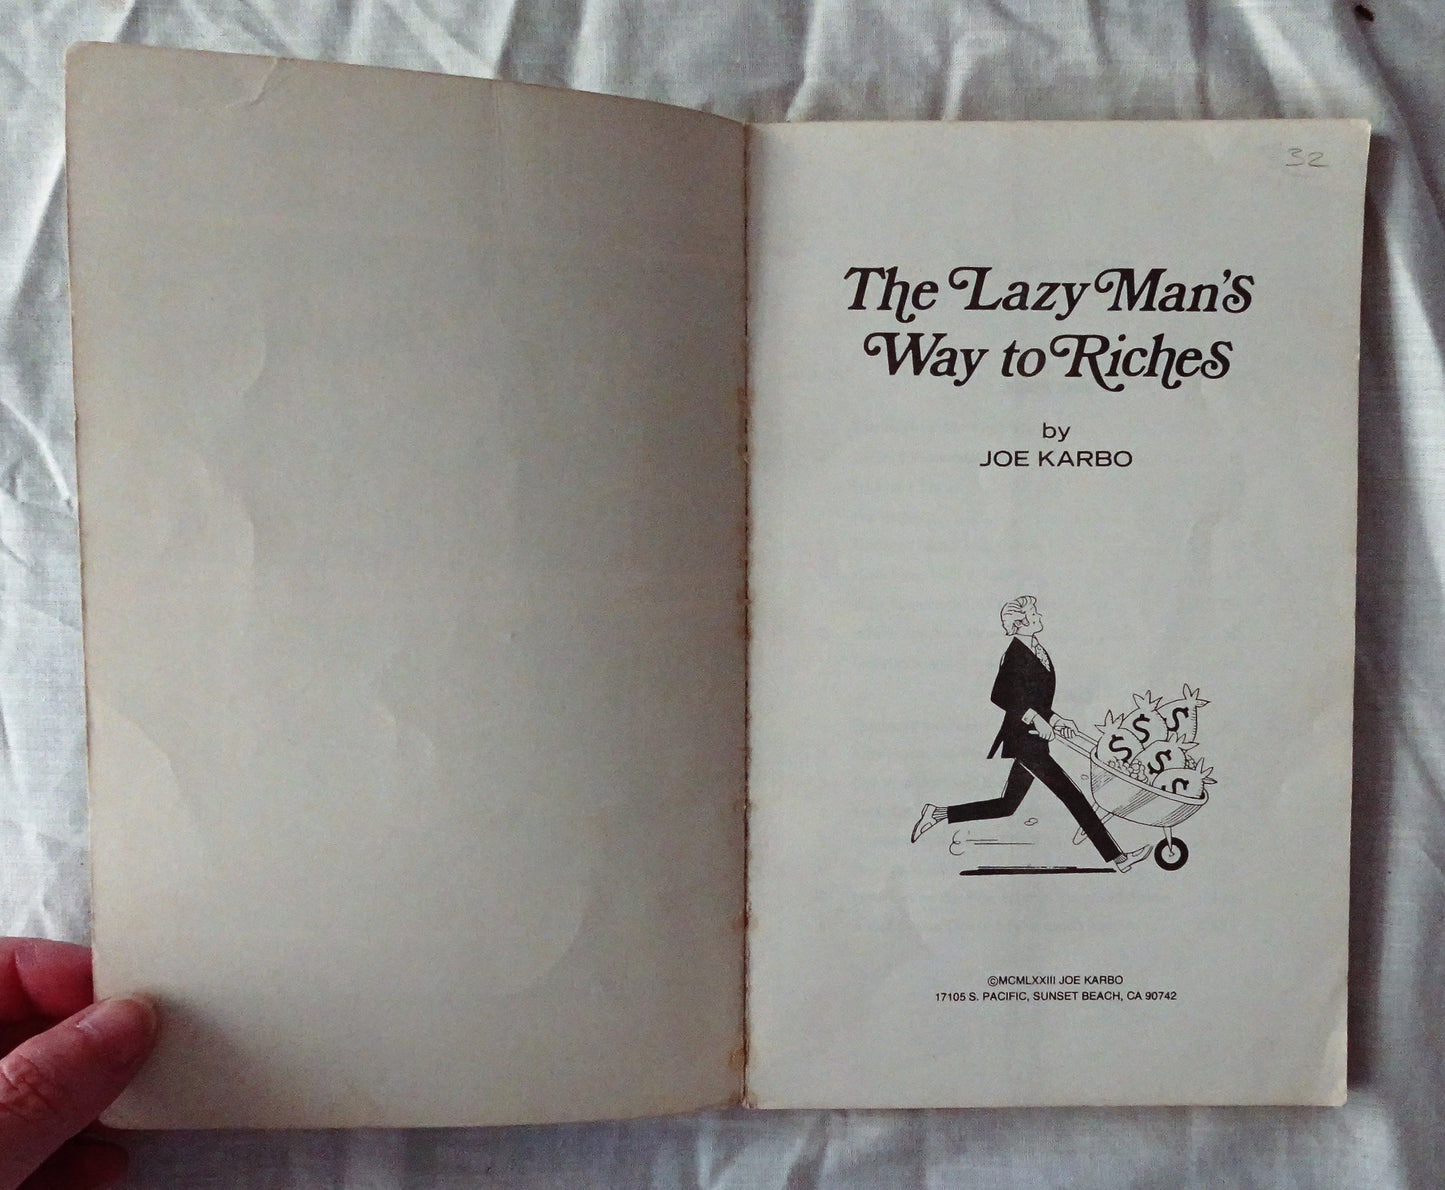 32
The Lazy Man's
Way to Riches
by
JOE KARBO
$
$
$
$
$
©MCMLXXIII JOE KARBO
17105 S. PACIFIC, SUNSET BEACH, CA 90742